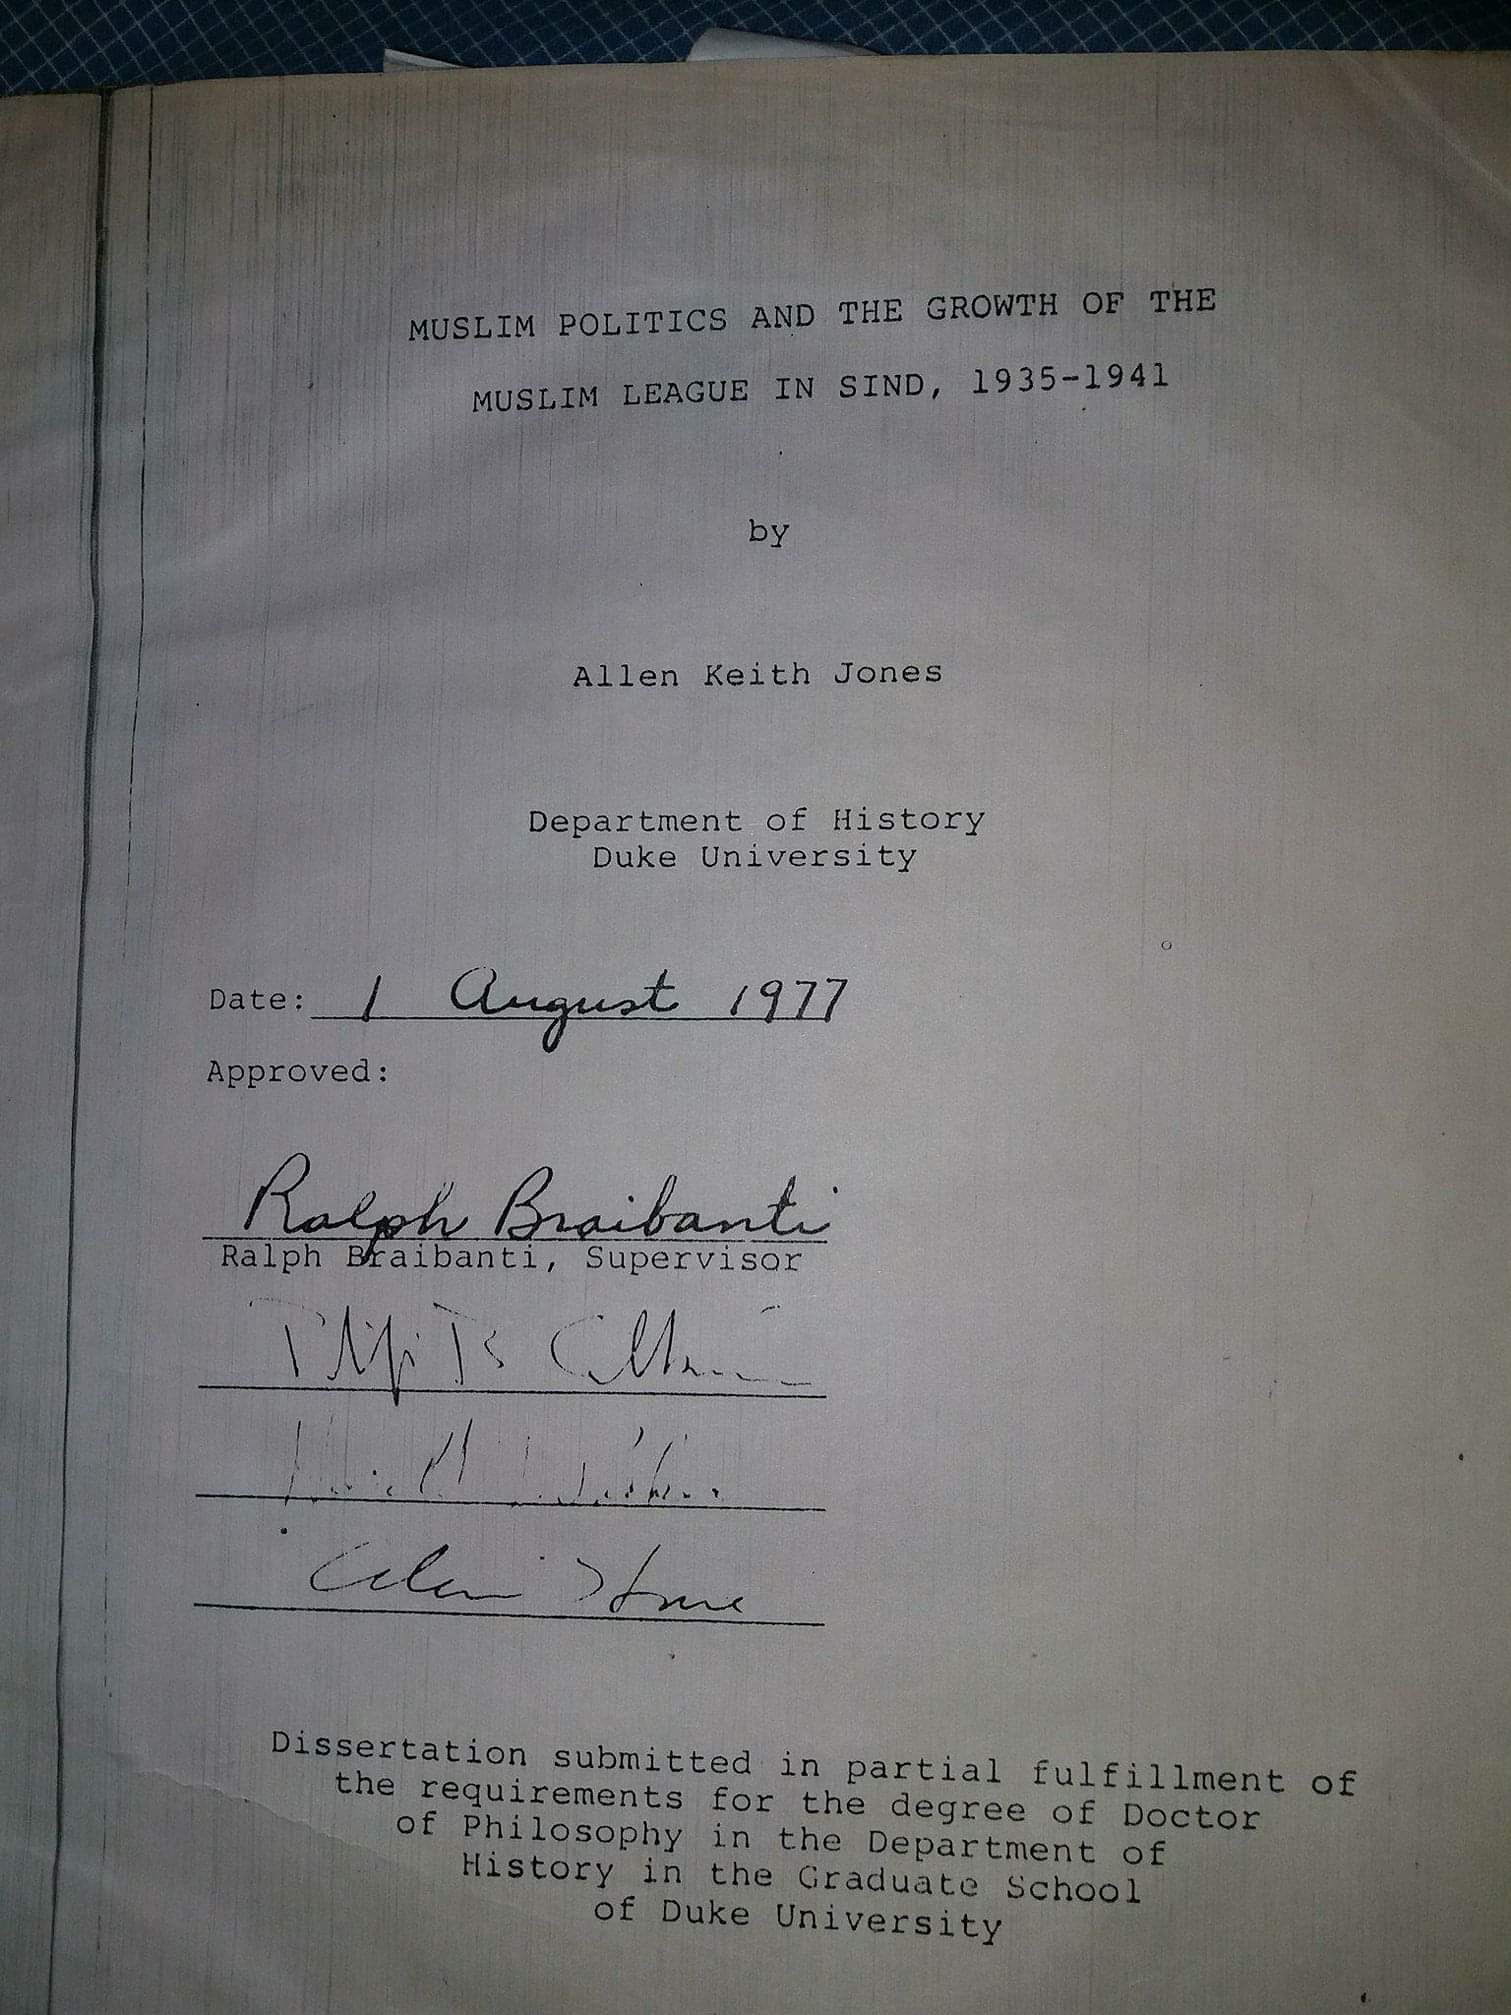 MUSLIM POLITICS AND THE GROWTH OF THE
MUSLIM LEAGUE IN SIND, 1935-1941
by
Allen Keith Jones
Department of History
Duke University
Date: 1 August 1977
Approved:
Ralph Braibanti
Ralph Braibanti, Supervisor
Dissertation submitted in partial fulfillment of
the requirements for the degree of Doctor
of Philosophy in the Department of
History in the Graduate School
of Duke University